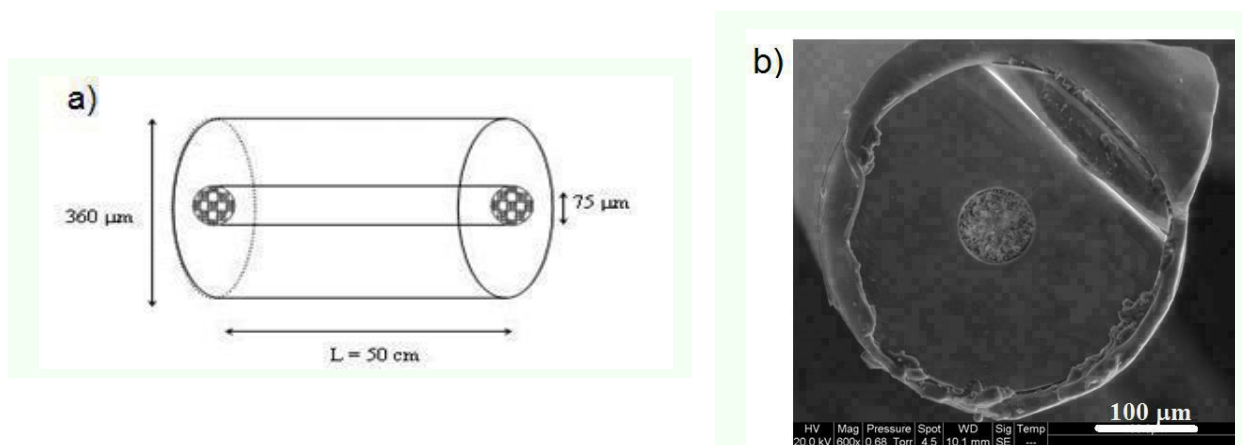 a)
360 µm
75 µm
L = 50 cm
b)
100 µm
HV Mag Pressure Spot WD Sig Temp
20.0 kV 600x 0.68 Torr 4.5 10.1 mm SE ---